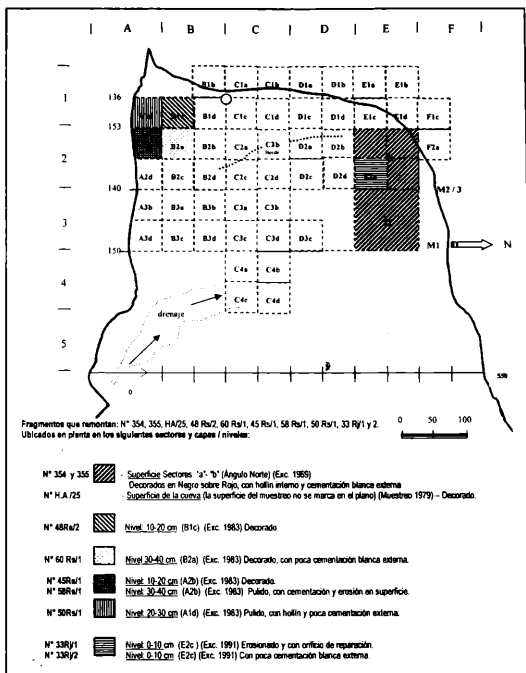 A B C D E F
B1b C1a C1b D1a D1b E1a E1b
1
136
A1d B1c B1d C1c C1d D1c D1d E1c E1d F1c
153
B2a B2b C2a C2b D2a D2b F2a
2
A2d B2c B2d C2c D2c D2d E2c M2 / 3
140
A3b B3a B3b C3a C3b
3
A3d B3c B3d C3c C3d D3c M1 N
150
C4a C4b
4
drenaje C4c C4d
5
0 550
Fragmentos que remontan: N° 354, 355, HA/25, 48 Rs/2, 60 Rs/1, 45 Rs/1, 58 Rs/1, 50 Rs/1, 33 Rj/1 y 2.
Ubicados en planta en los siguientes sectores y capas / niveles:
0 50 100
N° 354 y 355 - Superficie Sectores "a"- "b" (Ángulo Norte) (Exc. 1969)
Decorados en Negro sobre Rojo, con hollín interno y cementación blanca externa
N° H.A /25 - Superficie de la cueva (la superficie del muestreo no se marca en el plano) (Muestreo 1979) – Decorado.
N° 48Rs/2 Nivel: 10-20 cm (B1c) (Exc. 1983) Decorado
N° 60 Rs/1 Nivel 30-40 cm (B2a) (Exc. 1983) Decorado, con poca cementación blanca externa.
N° 45Rs/1 Nivel: 10-20 cm (A2b) (Exc. 1983) Decorado.
N° 58Rs/1 Nivel: 30-40 cm (A2b) (Exc. 1983) Pulido, con cementación y erosión en superficie.
N° 50Rs/1 Nivel: 20-30 cm (A1d) (Exc. 1983) Pulido, con hollín y poca cementación externa.
N° 33Rj/1 Nivel: 0-10 cm (E2c) (Exc. 1991) Erosionado y con orificio de reparación.
N° 33Rj/2 Nivel: 0-10 cm (E2c) (Exc. 1991) Con poca cementación blanca externa.